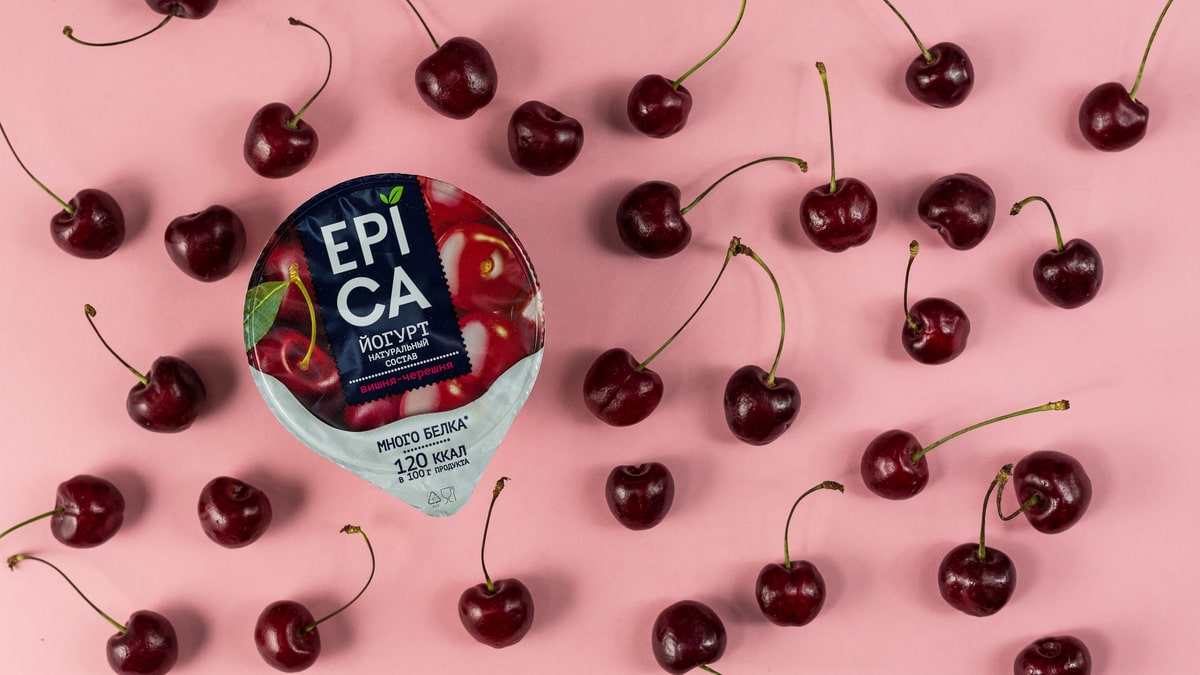 EPİ
CA
ЙОГУРТ
НАТУРАЛЬНЫЙ
СОСТАВ
вишня-черешня
МНОГО БЕЛКА*
120 ККАЛ
В 100 Г ПРОДУКТА